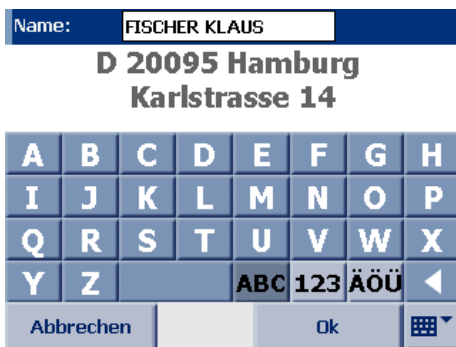 Name: FISCHER KLAUS
D 20095 Hamburg
Karlstrasse 14
A B C D E F G H
I J K L M N O P
Q R S T U V W X
Y Z ABC 123 ÄÖÜ
Abbrechen Ok